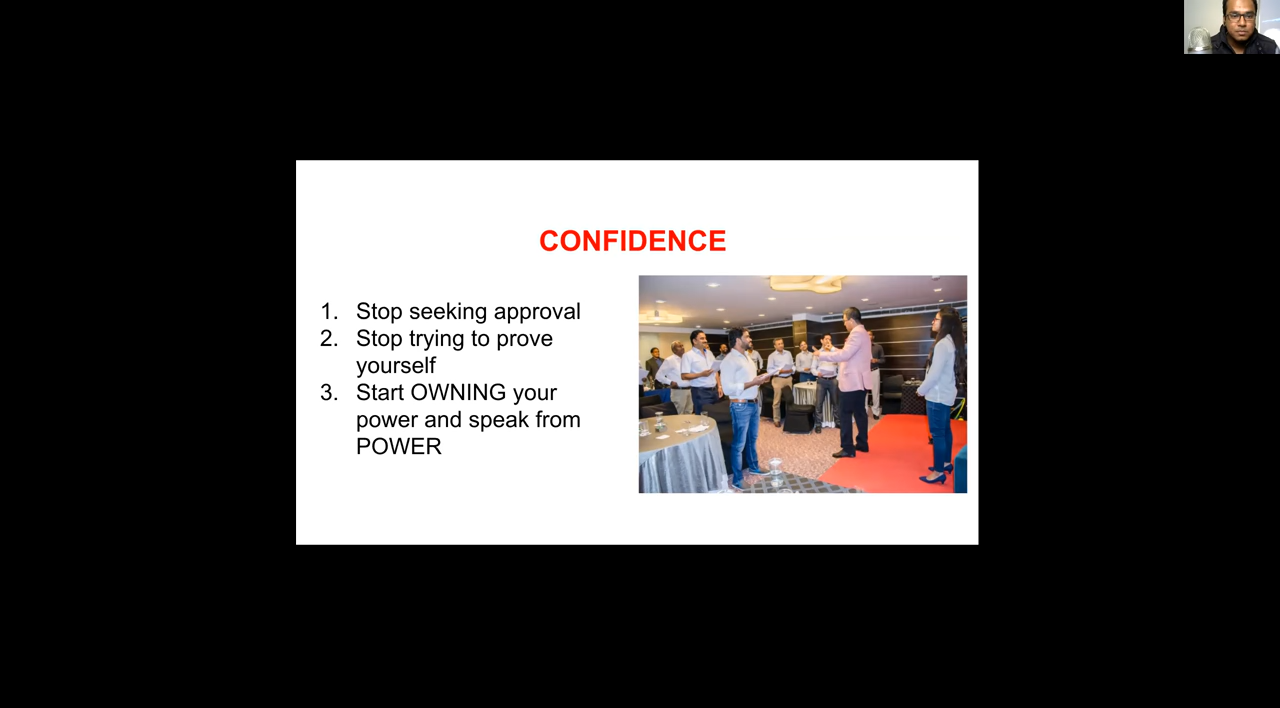 CONFIDENCE
1. Stop seeking approval
2. Stop trying to prove
yourself
3. Start OWNING your
power and speak from
POWER